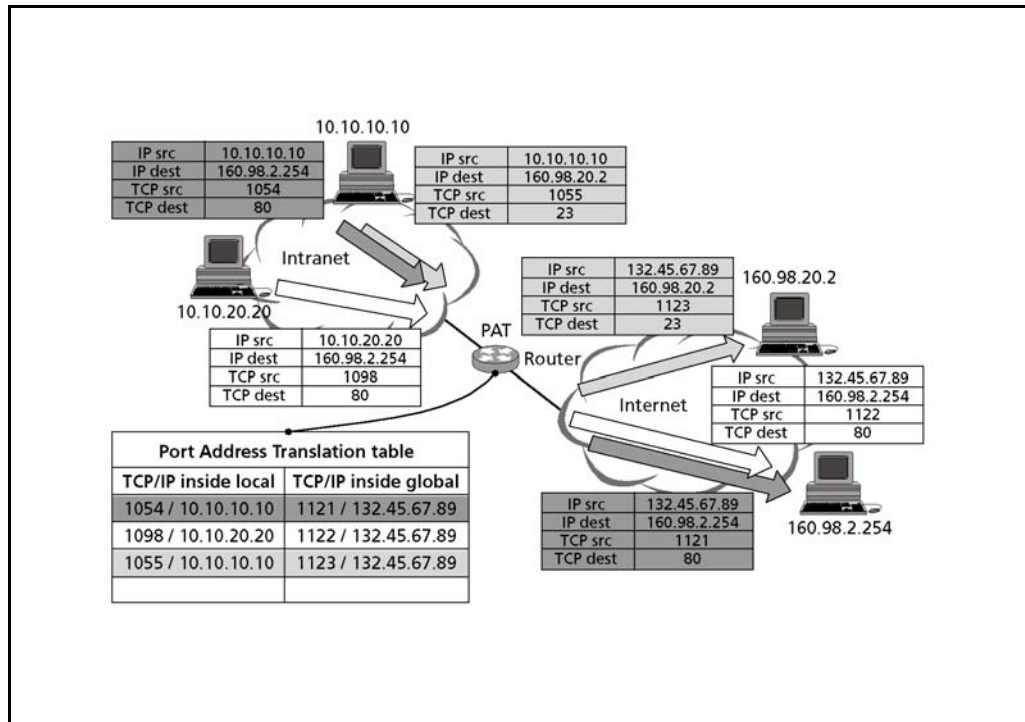 10.10.10.10
IP src 10.10.10.10
IP dest 160.98.2.254
TCP src 1054
TCP dest 80
IP src 10.10.10.10
IP dest 160.98.20.2
TCP src 1055
TCP dest 23
Intranet
10.10.20.20
IP src 10.10.20.20
IP dest 160.98.2.254
TCP src 1098
TCP dest 80
PAT
Router
IP src 132.45.67.89
IP dest 160.98.20.2
TCP src 1123
TCP dest 23
160.98.20.2
Internet
IP src 132.45.67.89
IP dest 160.98.2.254
TCP src 1122
TCP dest 80
160.98.2.254
IP src 132.45.67.89
IP dest 160.98.2.254
TCP src 1121
TCP dest 80
Port Address Translation table
TCP/IP inside local TCP/IP inside global
1054 / 10.10.10.10 1121 / 132.45.67.89
1098 / 10.10.20.20 1122 / 132.45.67.89
1055 / 10.10.10.10 1123 / 132.45.67.89